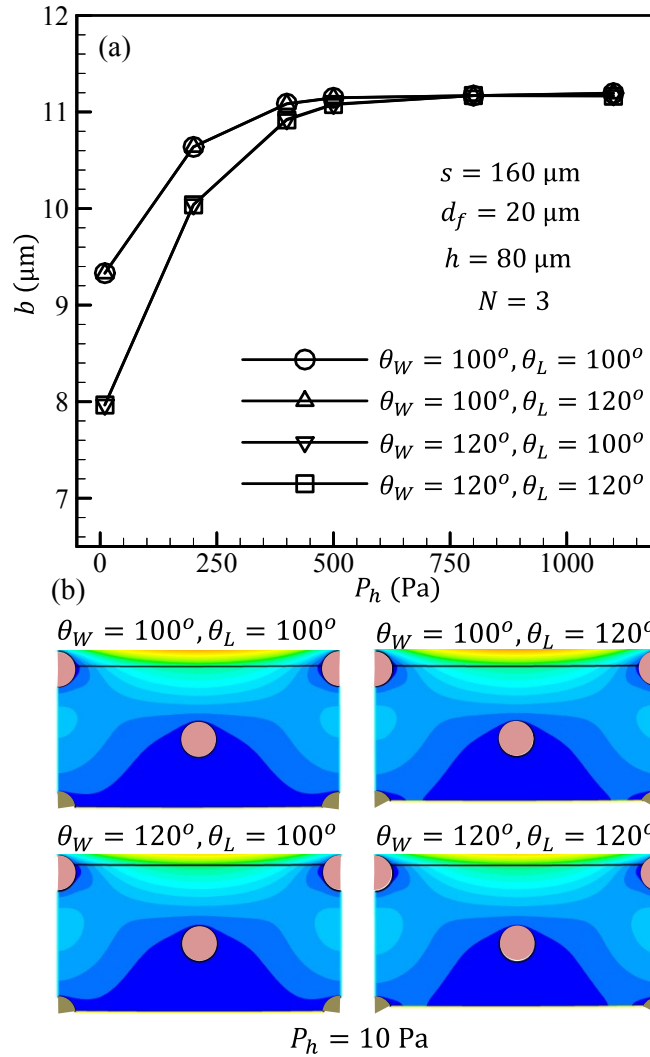 (a)
12
11
10
9
8
7
b (μm)
s = 160 μm
d_f = 20 μm
h = 80 μm
N = 3
θ_W = 100°, θ_L = 100°
θ_W = 100°, θ_L = 120°
θ_W = 120°, θ_L = 100°
θ_W = 120°, θ_L = 120°
0 250 500 750 1000
P_h (Pa)
(b)
θ_W = 100°, θ_L = 100° θ_W = 100°, θ_L = 120°
θ_W = 120°, θ_L = 100° θ_W = 120°, θ_L = 120°
P_h = 10 Pa